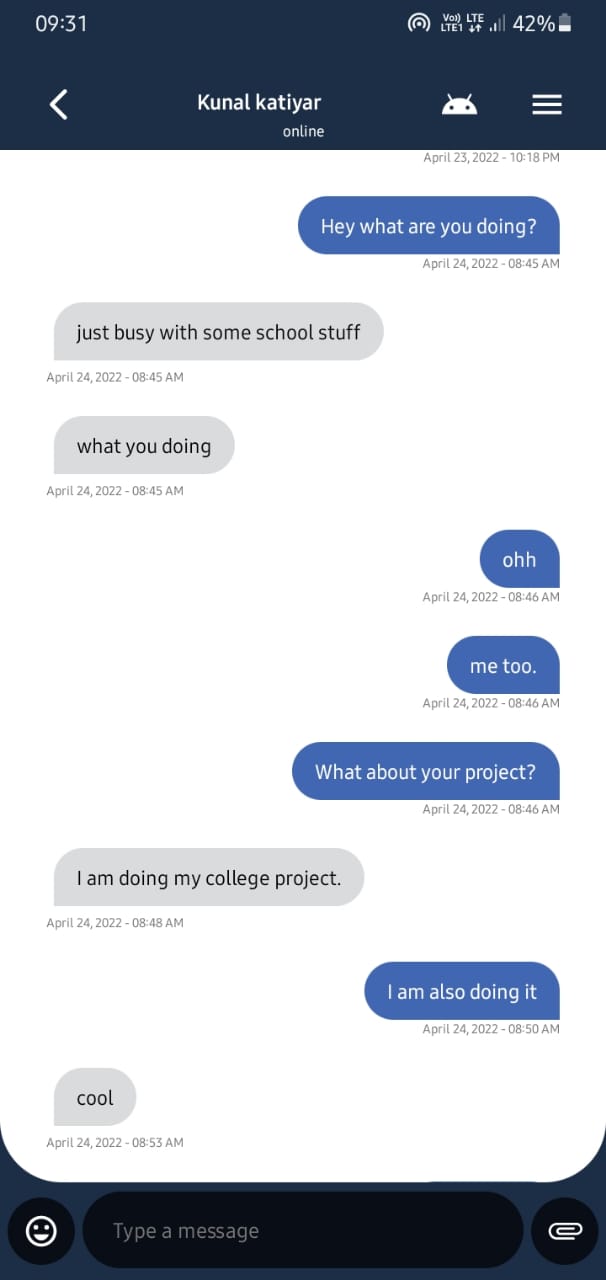 09:31
Vo) LTE
LTE1
42%
Kunal katiyar
online
April 23, 2022 - 10:18 PM
Hey what are you doing?
April 24, 2022 - 08:45 AM
just busy with some school stuff
April 24, 2022 - 08:45 AM
what you doing
April 24, 2022 - 08:45 AM
ohh
April 24, 2022 - 08:46 AM
me too.
April 24, 2022 - 08:46 AM
What about your project?
April 24, 2022 - 08:46 AM
I am doing my college project.
April 24, 2022 - 08:48 AM
I am also doing it
April 24, 2022 - 08:50 AM
cool
April 24, 2022 - 08:53 AM
Type a message